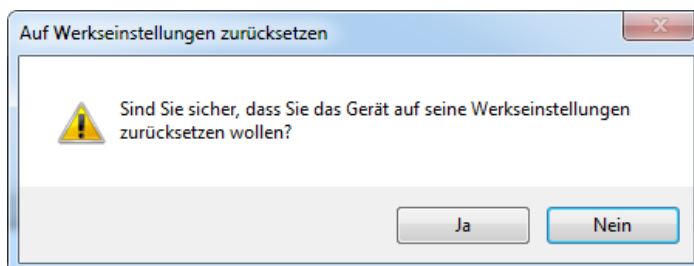 Auf Werkseinstellungen zurücksetzen
Sind Sie sicher, dass Sie das Gerät auf seine Werkseinstellungen
zurücksetzen wollen?
Ja
Nein